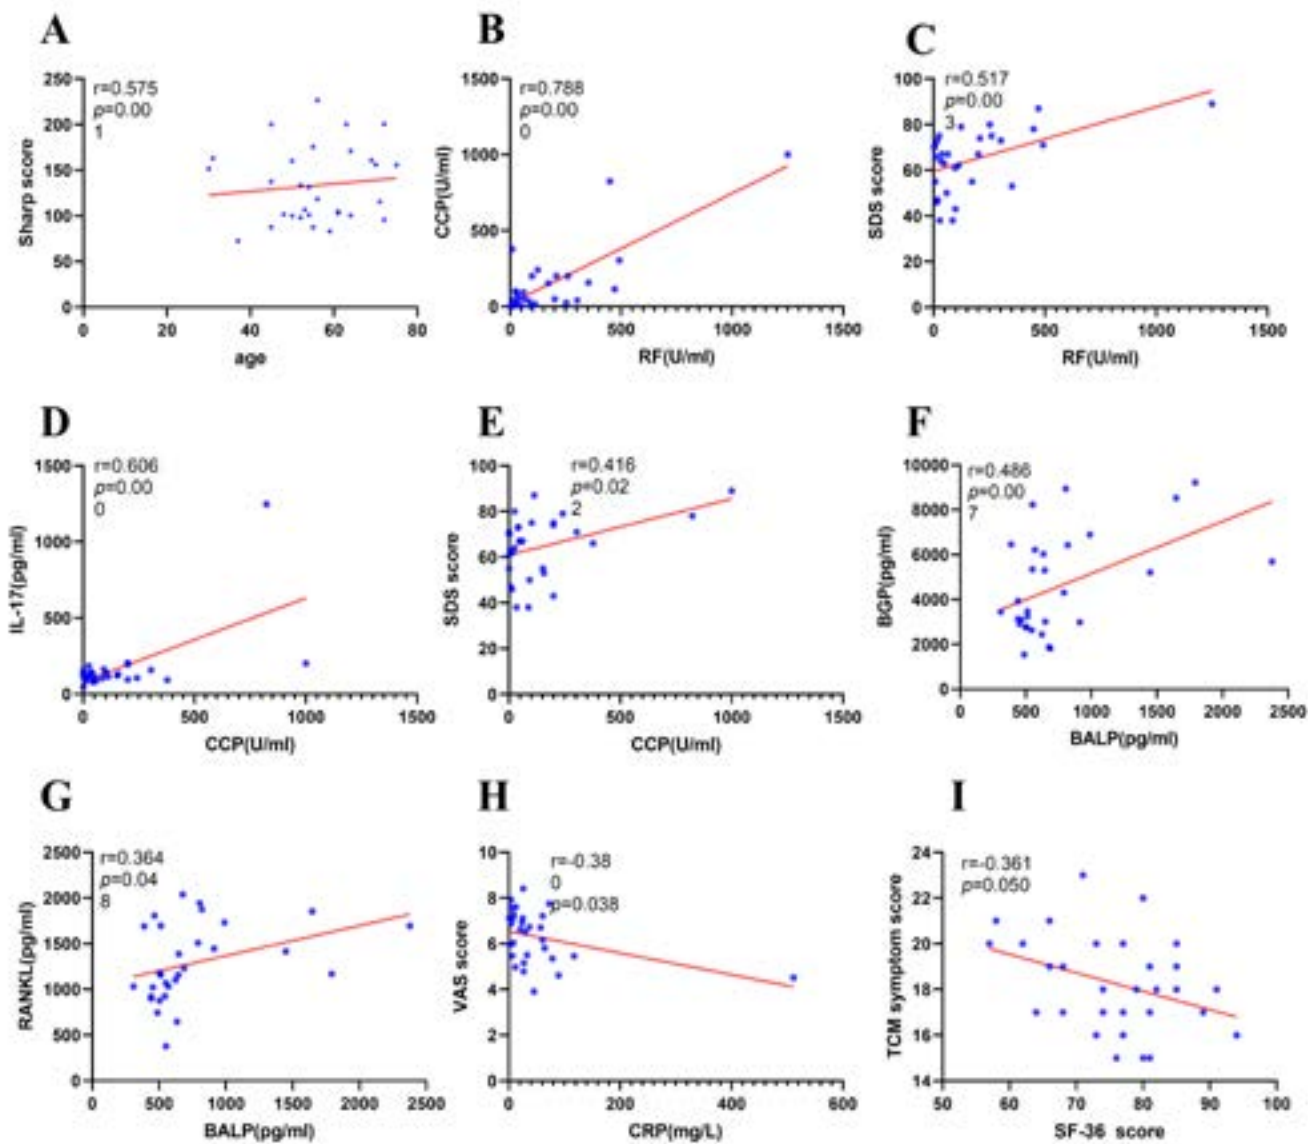 A
r=0.575
p=0.00
1
Sharp score
250
200
150
100
50
0
0 20 40 60 80
age
B
r=0.788
p=0.00
0
CCP(U/ml)
1500
1000
500
0
0 500 1000 1500
RF(U/ml)
C
r=0.517
p=0.00
3
SDS score
100
80
60
40
20
0
0 500 1000 1500
RF(U/ml)
D
r=0.606
p=0.00
0
IL-17(pg/ml)
1500
1000
500
0
0 500 1000 1500
CCP(U/ml)
E
r=0.416
p=0.02
2
SDS score
100
80
60
40
20
0
0 500 1000 1500
CCP(U/ml)
F
r=0.486
p=0.00
7
BGP(pg/ml)
10000
8000
6000
4000
2000
0
0 500 1000 1500 2000 2500
BALP(pg/ml)
G
r=0.364
p=0.04
8
RANKL(pg/ml)
2500
2000
1500
1000
500
0
0 500 1000 1500 2000 2500
BALP(pg/ml)
H
r=-0.38
0
p=0.038
VAS score
10
8
6
4
2
0
0 200 400 600
CRP(mg/L)
I
r=-0.361
p=0.050
TCM symptom score
24
22
20
18
16
14
50 60 70 80 90 100
SF-36 score